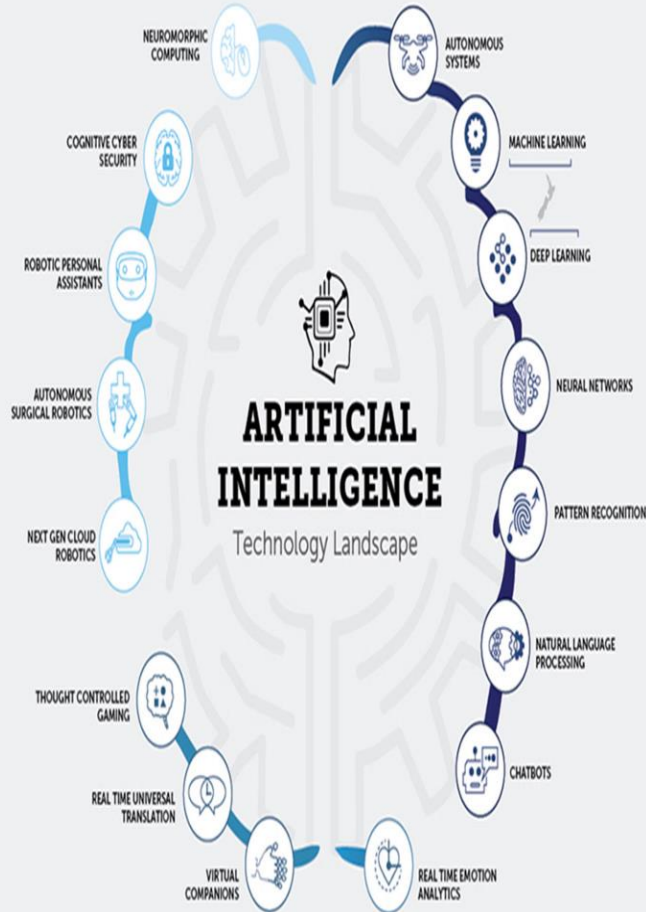 NEUROMORPHIC
COMPUTING
AUTONOMOUS
SYSTEMS
COGNITIVE CYBER
SECURITY
MACHINE LEARNING
ROBOTIC PERSONAL
ASSISTANTS
DEEP LEARNING
AUTONOMOUS
SURGICAL ROBOTICS
NEURAL NETWORKS
ARTIFICIAL
INTELLIGENCE
Technology Landscape
NEXT GEN CLOUD
ROBOTICS
PATTERN RECOGNITION
NATURAL LANGUAGE
PROCESSING
THOUGHT CONTROLLED
GAMING
CHATBOTS
REAL TIME UNIVERSAL
TRANSLATION
VIRTUAL
COMPANIONS
REAL TIME EMOTION
ANALYTICS